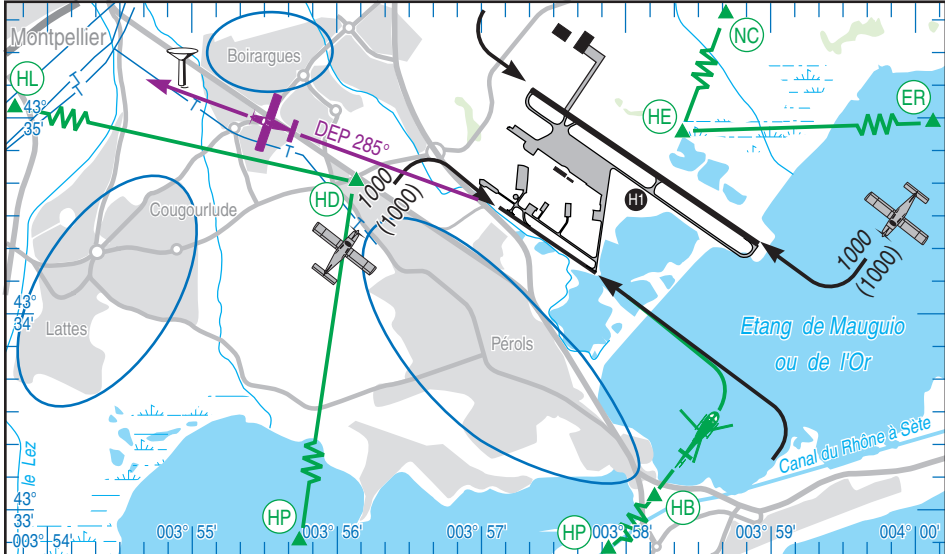 Montpellier
Boirargues
NC
HL
43°
35'
DEP 285°
HE
ER
HD
1000
(1000)
H1
Cougourlude
1000
(1000)
43°
34'
Lattes
Pérols
Etang de Mauguio
ou de l'Or
le Lez
Canal du Rhône à Sète
43°
33'
HP
HB
HP
003°54'
003°55'
003°56'
003°57'
003°58'
003°59'
004°00'
T
T
T
T